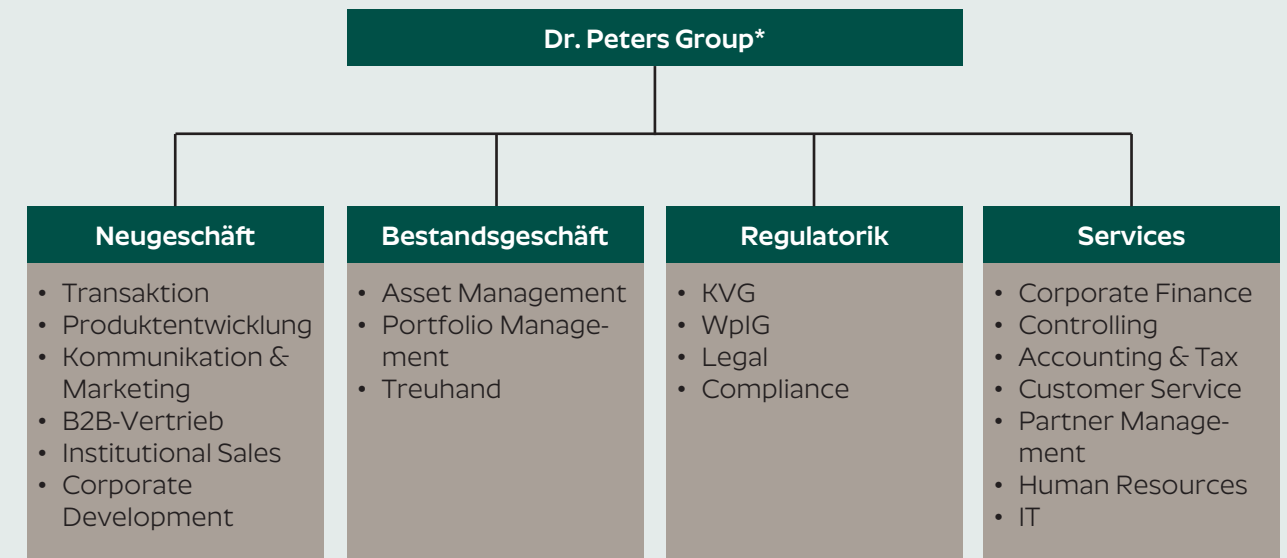 Dr. Peters Group*
Neugeschäft
• Transaktion
• Produktentwicklung
• Kommunikation &
Marketing
• B2B-Vertrieb
• Institutional Sales
• Corporate
Development
Bestandsgeschäft
• Asset Management
• Portfolio Manage-
ment
• Treuhand
Regulatorik
• KVG
• WpIG
• Legal
• Compliance
Services
• Corporate Finance
• Controlling
• Accounting & Tax
• Customer Service
• Partner Manage-
ment
• Human Resources
• IT